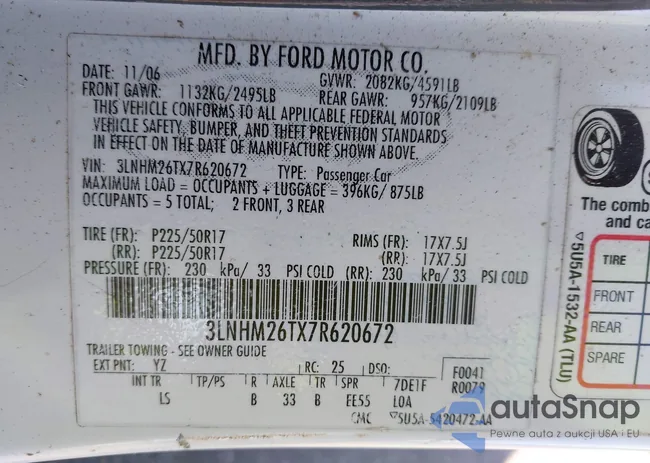 MFD. BY FORD MOTOR CO.
DATE: 11/06 GVWR: 2082KG/4591LB
FRONT GAWR: 1132KG/2495LB REAR GAWR: 957KG/2109LB
THIS VEHICLE CONFORMS TO ALL APPLICABLE FEDERAL MOTOR
VEHICLE SAFETY, BUMPER, AND THEFT PREVENTION STANDARDS
IN EFFECT ON THE DATE OF MANUFACTURE SHOWN ABOVE.
VIN: 3LNHM26TX7R620672 TYPE: Passenger Car
MAXIMUM LOAD = OCCUPANTS + LUGGAGE = 396KG/ 875LB
OCCUPANTS = 5 TOTAL; 2 FRONT, 3 REAR
TIRE (FR): P225/50R17 RIMS (FR): 17X7.5J
(RR): P225/50R17 (RR): 17X7.5J
PRESSURE (FR): 230 kPa/ 33 PSI COLD (RR): 230 kPa/ 33 PSI COLD
3LNHM26TX7R620672
TRAILER TOWING - SEE OWNER GUIDE
EXT PNT: YZ RC: 25 DSO: F0041
INT TR TP/PS R AXLE TR SPR 7DE1F R0079
LS B 33 B EE55 L0A
CMC 5U5A-5420472-AA
The comb
and ca
5U5A-1532-AA (TLU)
TIRE
FRONT
REAR
SPARE
autoSnap
Pewne auta z aukcji USA i EU